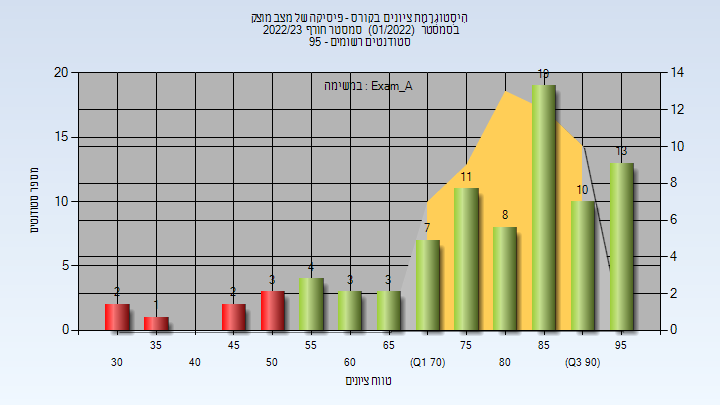 היסטוגרמת ציונים בקורס - פיסיקה של מצב מוצק
בסמסטר (01/2022) סמסטר חורף 2022/23
סטודנטים רשומים - 95
במשימה : Exam_A
20 14
15 12
10 10
5 8
0 6
4
2
0
2 1 2 3 4 3 3 7 11 8 19 10 13
מספר סטודנטים
35 45 55 65 75 85 95
30 40 50 60 (Q1 70) 80 (Q3 90)
טווח ציונים